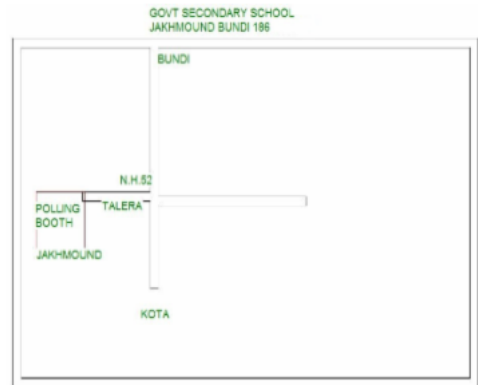 GOVT SECONDARY SCHOOL
JAKHMOUND BUNDI 186
BUNDI
N.H.52
POLLING
BOOTH
TALERA
JAKHMOUND
KOTA